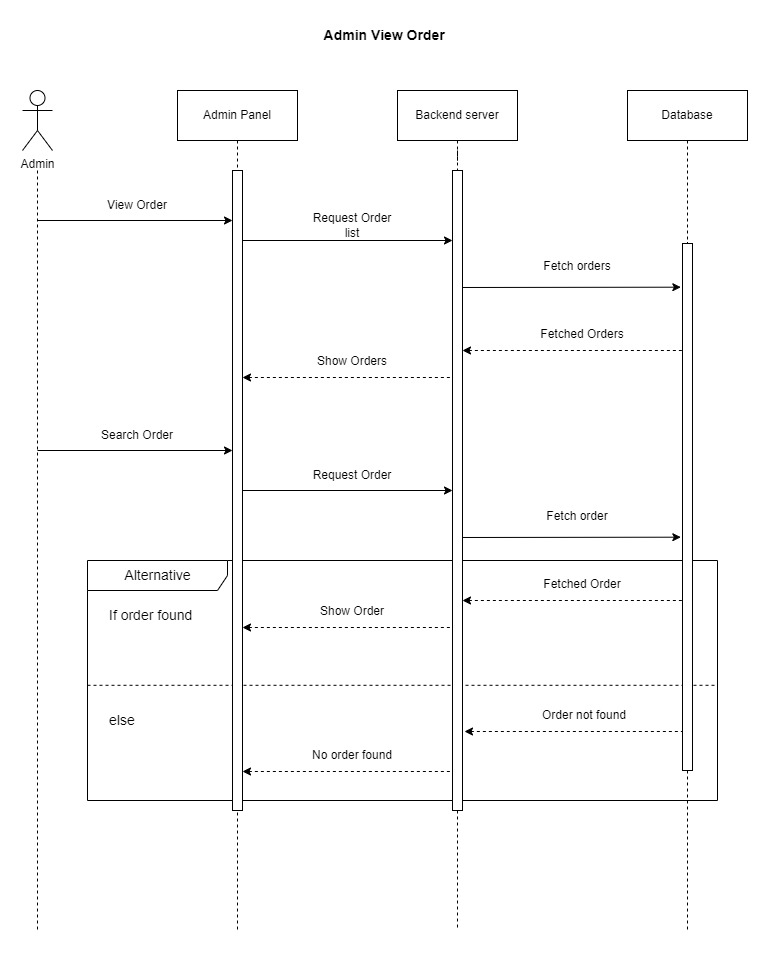 Admin View Order
Admin Panel
Backend server
Database
Admin
View Order
Request Order
list
Fetch orders
Fetched Orders
Show Orders
Search Order
Request Order
Fetch order
Alternative
Fetched Order
If order found
Show Order
else
Order not found
No order found